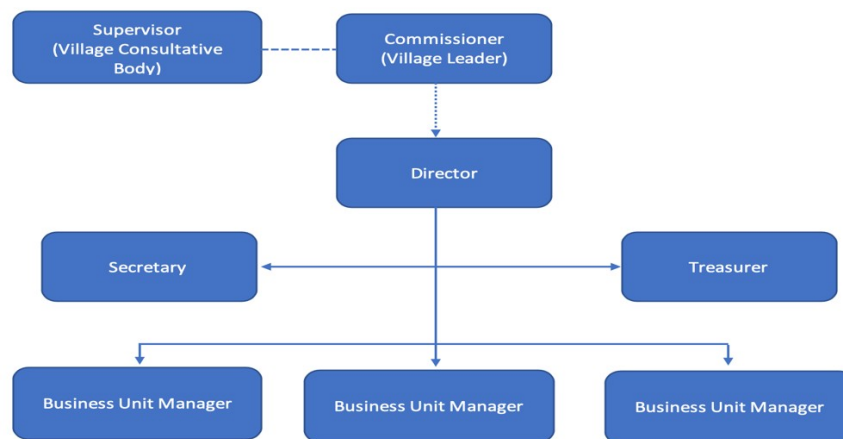 Supervisor
(Village Consultative
Body)
Commissioner
(Village Leader)
Director
Secretary
Treasurer
Business Unit Manager
Business Unit Manager
Business Unit Manager